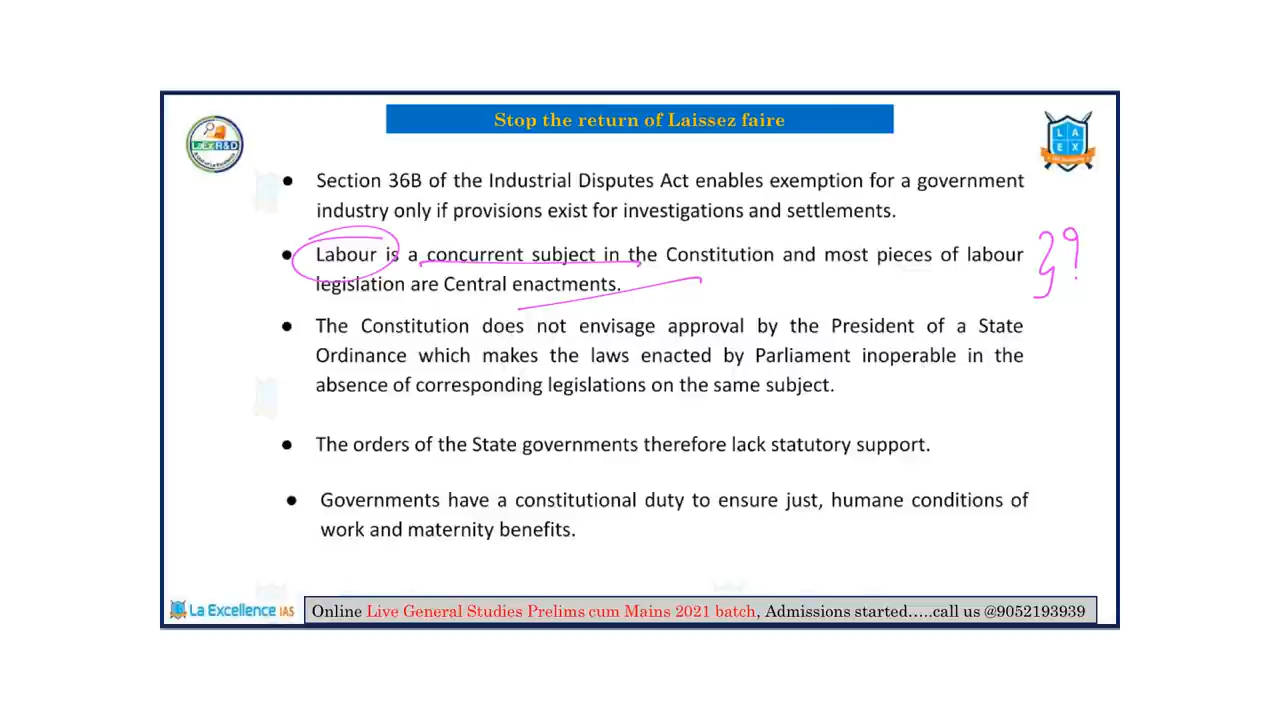 Stop the return of Laissez faire
LaEx R&D
L A
E X
● Section 36B of the Industrial Disputes Act enables exemption for a government
industry only if provisions exist for investigations and settlements.
● Labour is a concurrent subject in the Constitution and most pieces of labour
legislation are Central enactments.
}?
● The Constitution does not envisage approval by the President of a State
Ordinance which makes the laws enacted by Parliament inoperable in the
absence of corresponding legislations on the same subject.
● The orders of the State governments therefore lack statutory support.
● Governments have a constitutional duty to ensure just, humane conditions of
work and maternity benefits.
La Excellence IAS
Online Live General Studies Prelims cum Mains 2021 batch, Admissions started.....call us @9052193939